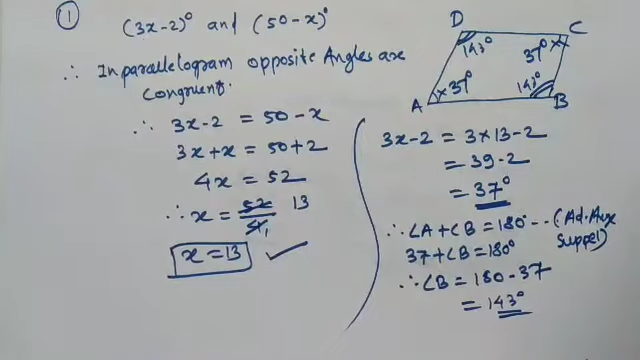 ① (3x-2)° and (50-x)°
∴ In parallelogram opposite Angles are
congruent.
∴ 3x-2 = 50-x
3x+x = 50+2
4x = 52
∴ x = 52/4 13
1
x = 13 ✓
D C
143° 37°
37° 143°
A B
3x-2 = 3×13-2
= 39-2
= 37°
∴ ∠A+∠B = 180° -- (Ad. Are
suppl)
37+∠B = 180°
∴ ∠B = 180-37
= 143°